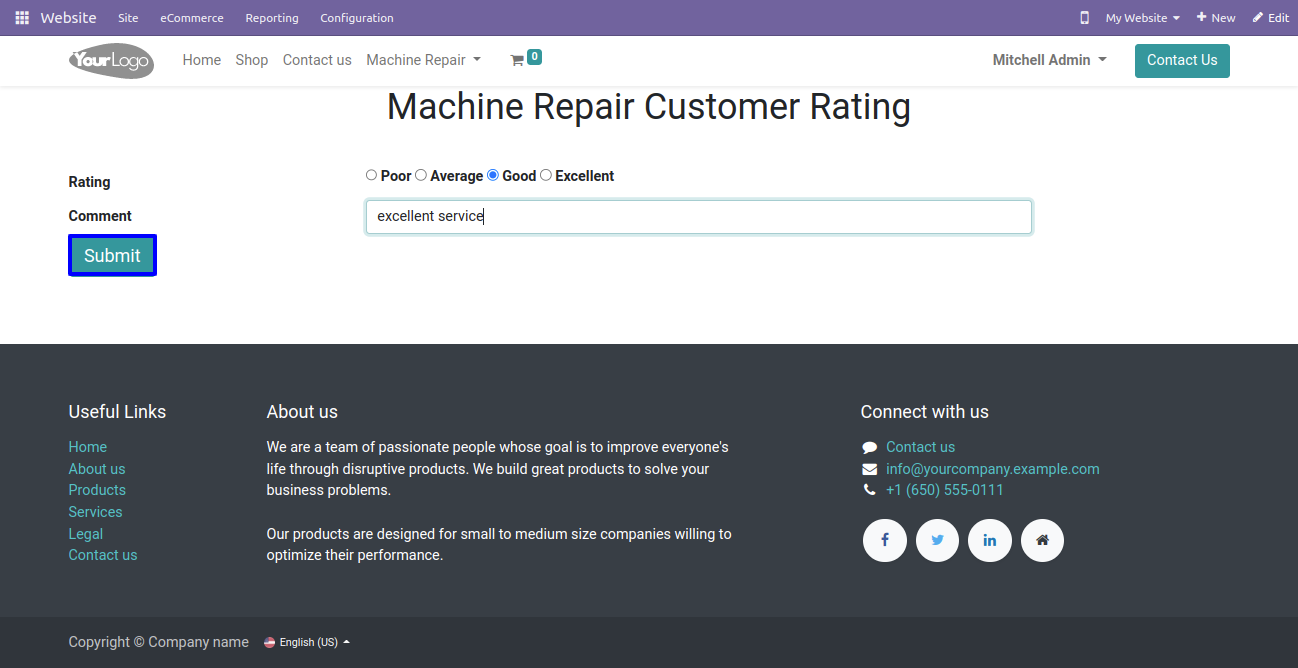 Website Site eCommerce Reporting Configuration My Website New Edit
YourLogo Home Shop Contact us Machine Repair 0 Mitchell Admin Contact Us
Machine Repair Customer Rating
Rating Poor Average Good Excellent
Comment excellent service
Submit
Useful Links About us Connect with us
Home We are a team of passionate people whose goal is to improve everyone's Contact us
About us life through disruptive products. We build great products to solve your info@yourcompany.example.com
Products business problems. +1 (650) 555-0111
Services
Legal Our products are designed for small to medium size companies willing to
Contact us optimize their performance.
Copyright © Company name English (US)